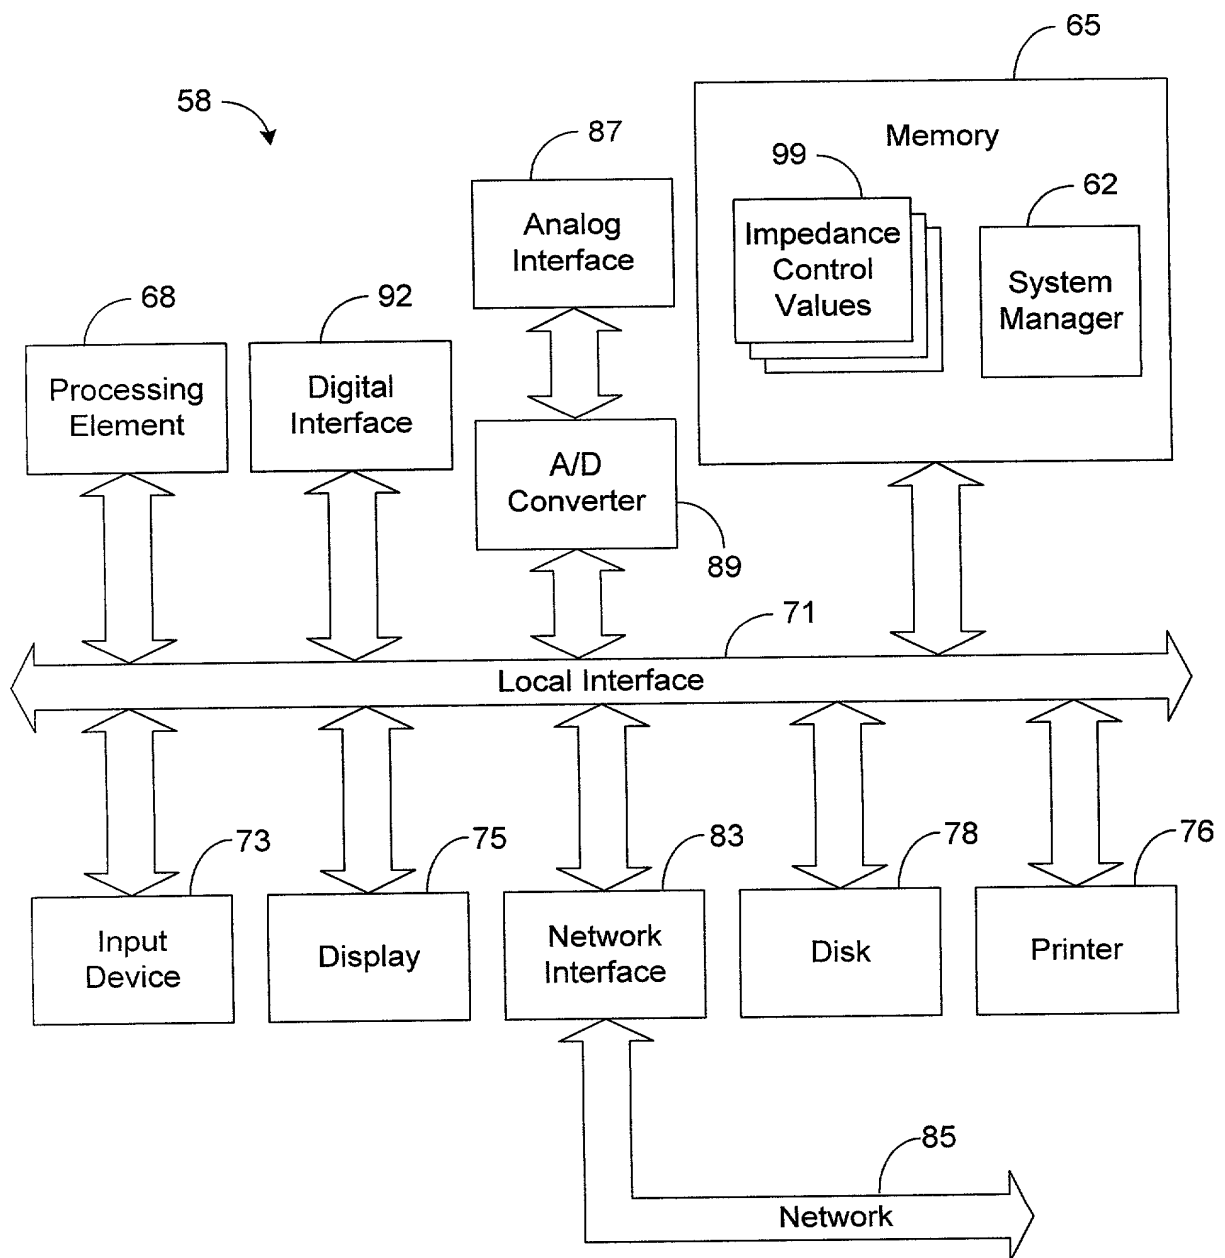 65
58
87
Memory
99
62
Analog
Interface
Impedance
Control
Values
System
Manager
68
92
Processing
Element
Digital
Interface
A/D
Converter
89
71
Local Interface
73
75
83
78
76
Input
Device
Display
Network
Interface
Disk
Printer
85
Network